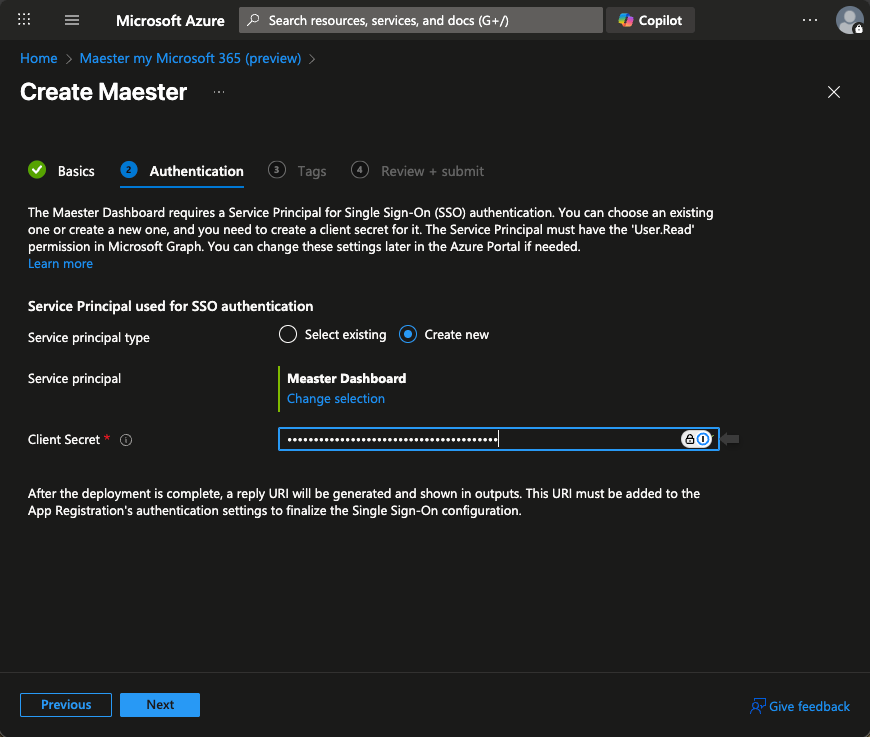 Microsoft Azure
Search resources, services, and docs (G+/)
Copilot
Home > Maester my Microsoft 365 (preview) >
Create Maester ...
Basics
2 Authentication
3 Tags
4 Review + submit
The Maester Dashboard requires a Service Principal for Single Sign-On (SSO) authentication. You can choose an existing
one or create a new one, and you need to create a client secret for it. The Service Principal must have the 'User.Read'
permission in Microsoft Graph. You can change these settings later in the Azure Portal if needed.
Learn more
Service Principal used for SSO authentication
Service principal type
Select existing
Create new
Service principal
Measter Dashboard
Change selection
Client Secret *
After the deployment is complete, a reply URI will be generated and shown in outputs. This URI must be added to the
App Registration's authentication settings to finalize the Single Sign-On configuration.
Previous
Next
Give feedback